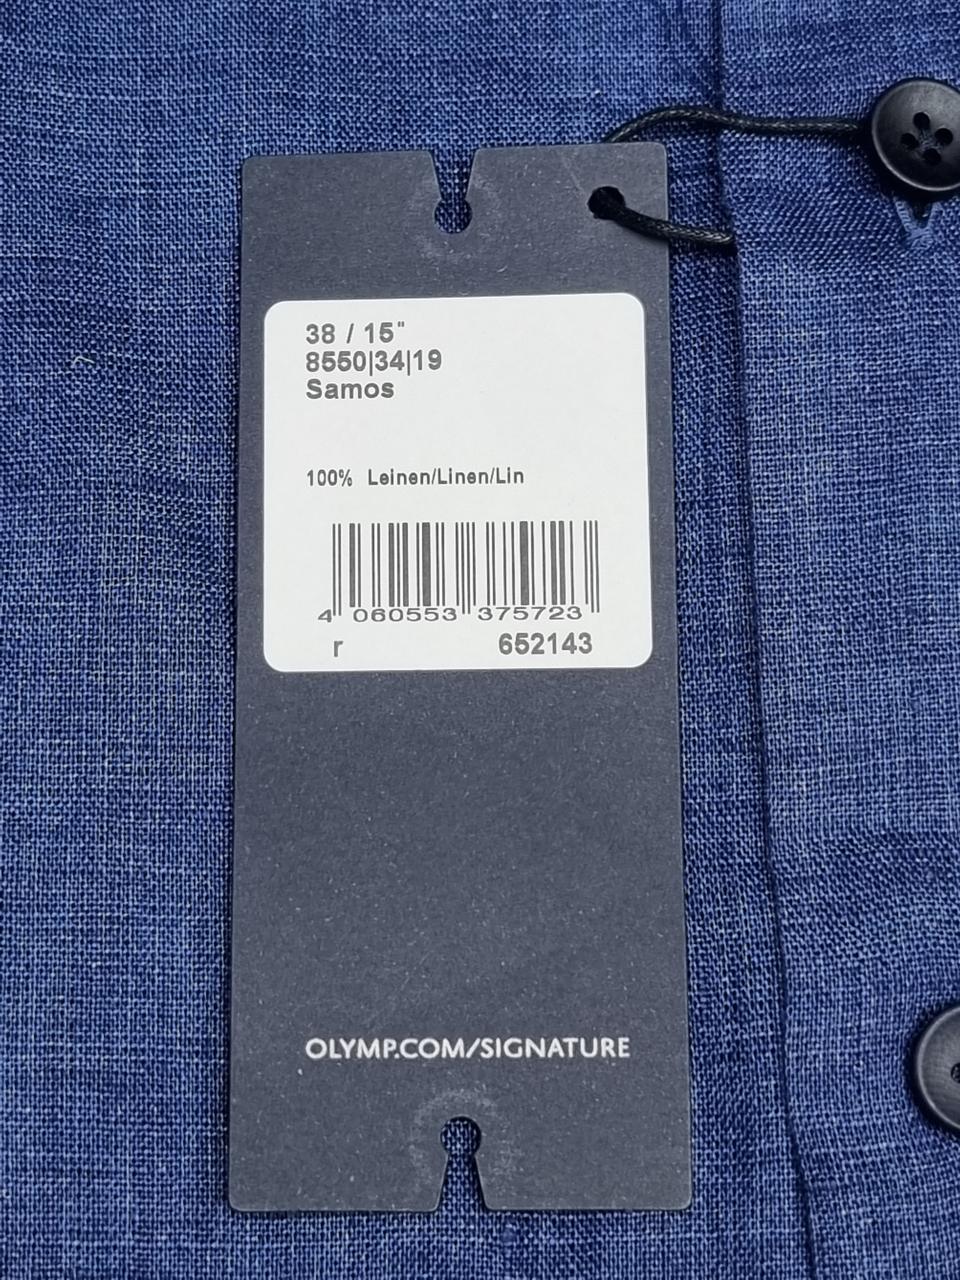 38 / 15"
8550|34|19
Samos
100% Leinen/Linen/Lin
4 060553 375723
r 652143
OLYMP.COM/SIGNATURE